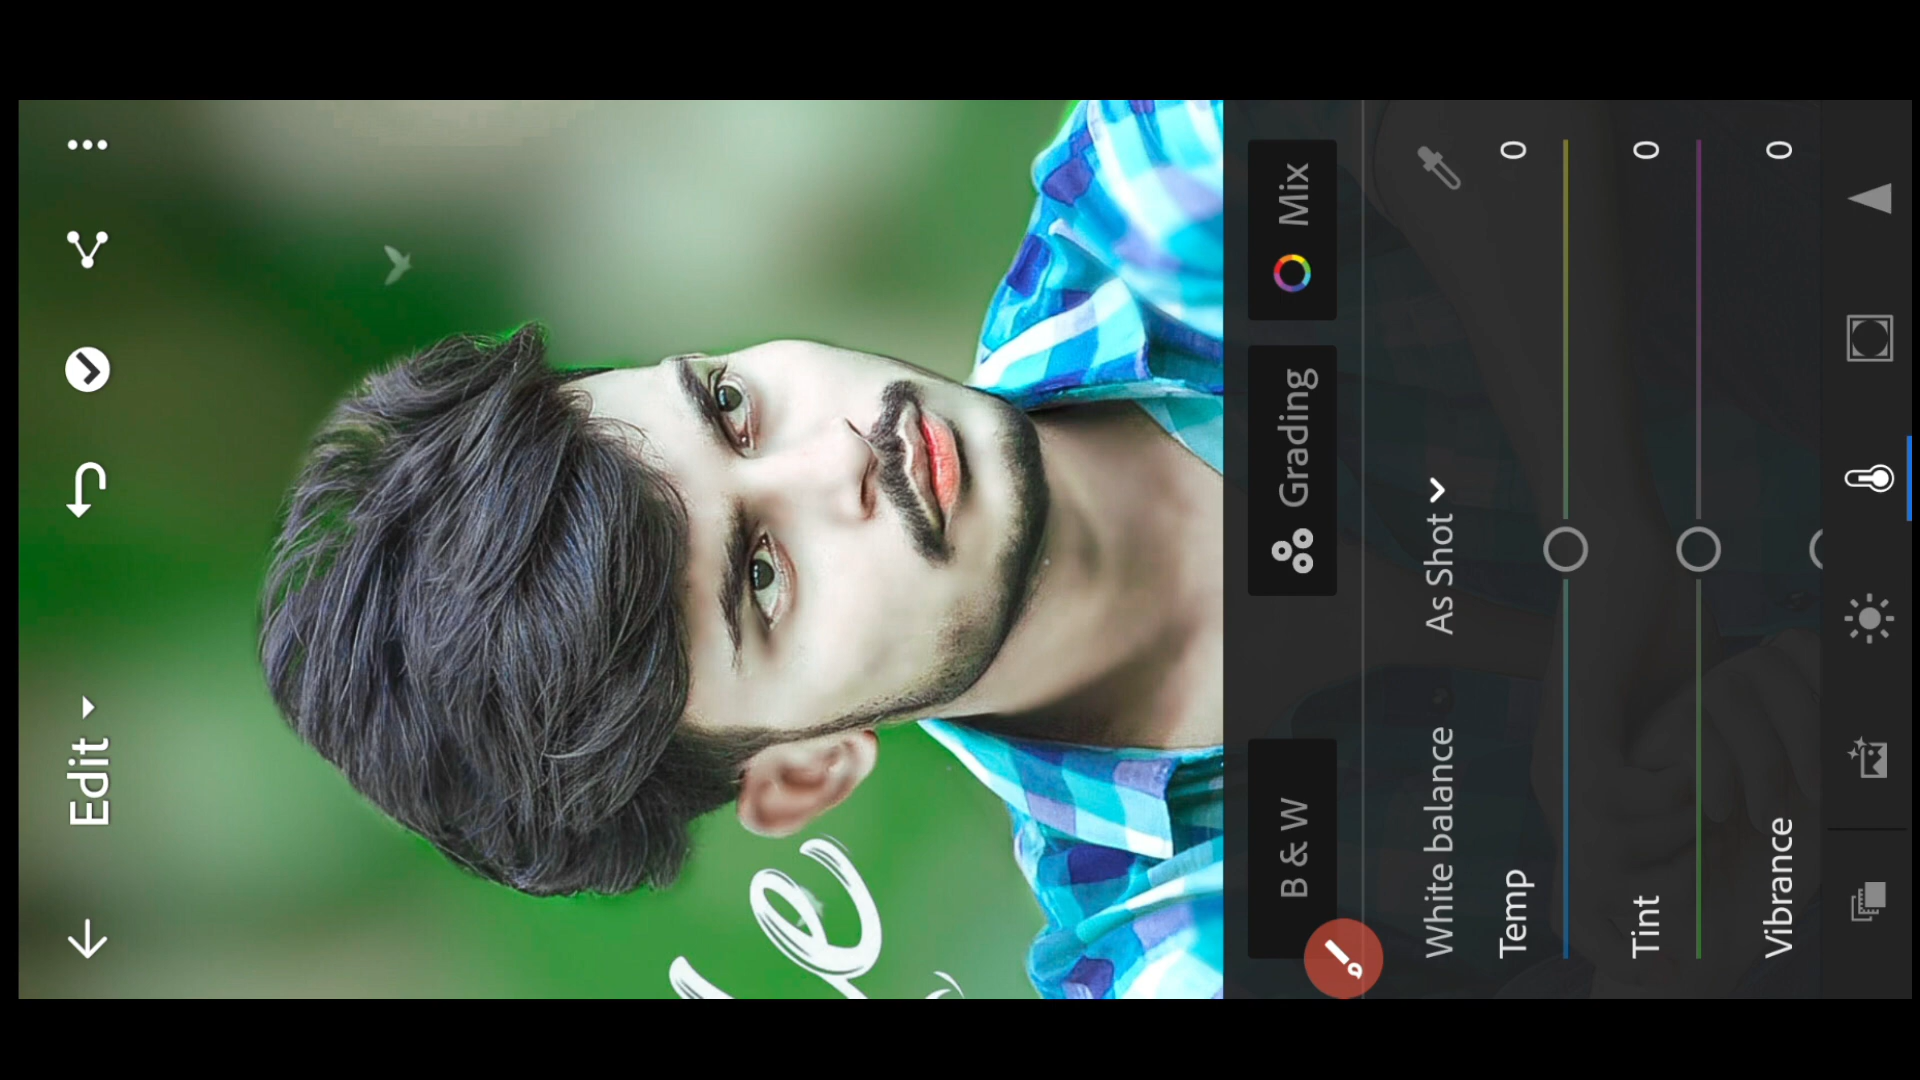 Edit
B & W
Grading
Mix
White balance
As Shot
Temp
0
Tint
0
Vibrance
0